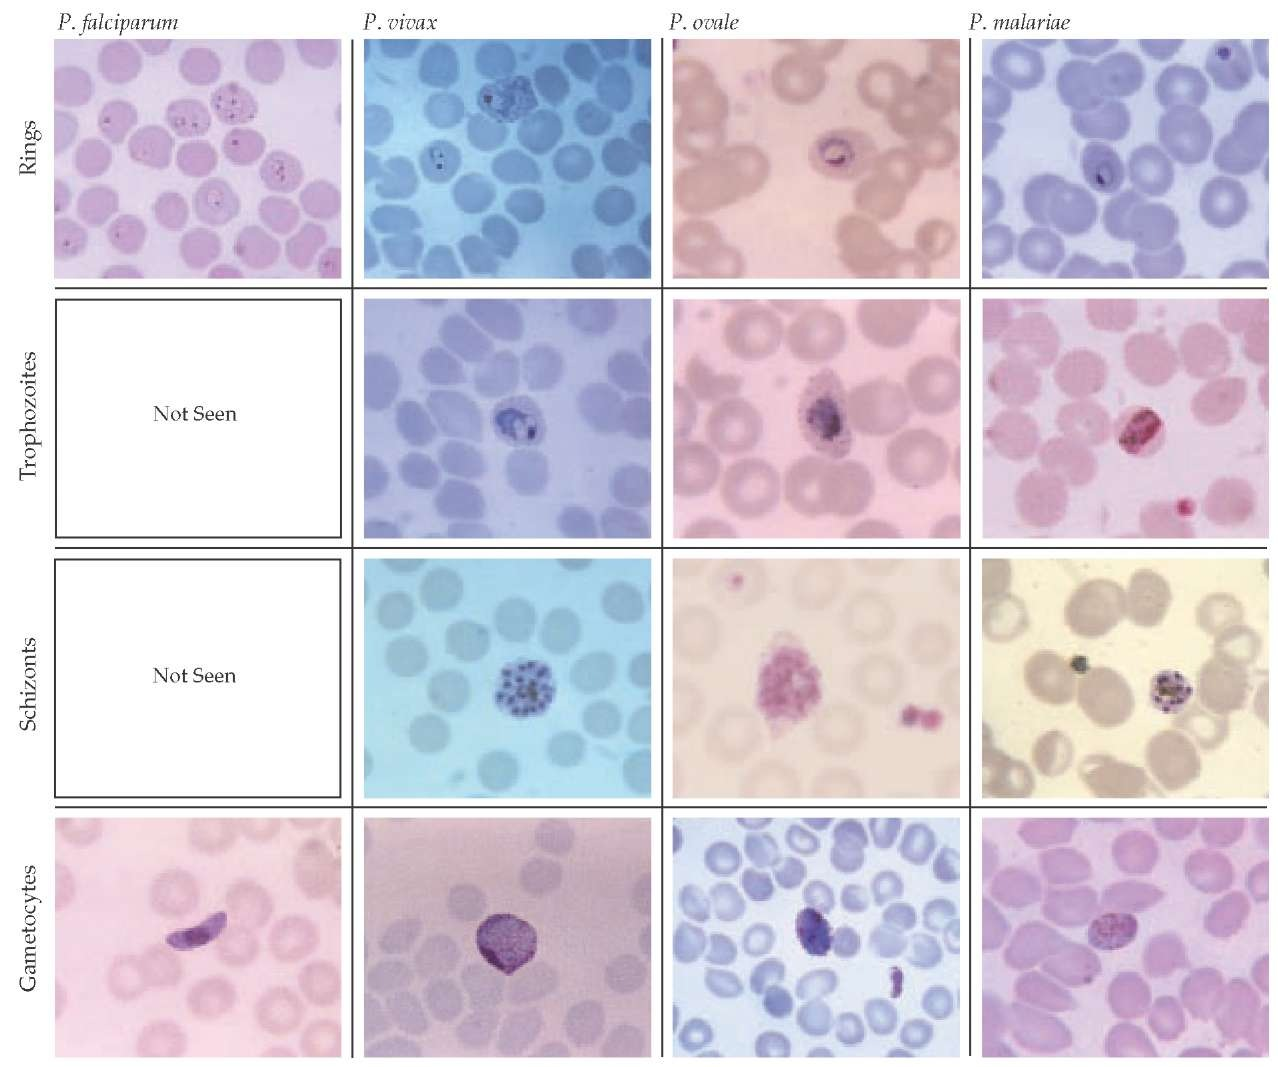 P. falciparum
P. vivax
P. ovale
P. malariae
Rings
Trophozoites
Not Seen
Schizonts
Not Seen
Gametocytes